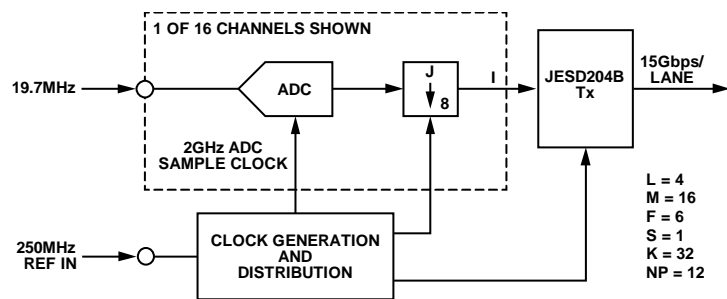 1 OF 16 CHANNELS SHOWN
19.7MHz
ADC
J
8
I
JESD204B
Tx
15Gbps/
LANE
2GHz ADC
SAMPLE CLOCK
250MHz
REF IN
CLOCK GENERATION
AND
DISTRIBUTION
L = 4
M = 16
F = 6
S = 1
K = 32
NP = 12